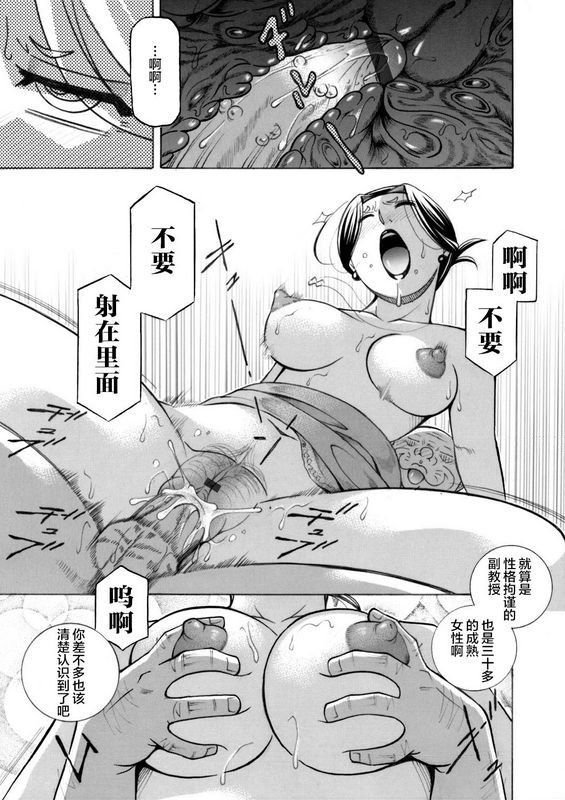 …啊啊…
啊啊
不要
不要
射在里面
就算是
性格拘谨的
副教授
也是三十多
的成熟
女性啊
呜啊
你差不多也该
清楚认识到了吧